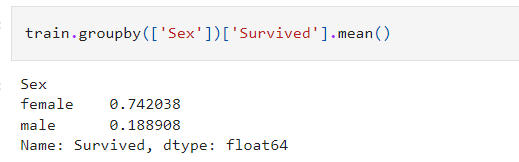 train.groupby(['Sex'])['Survived'].mean()
Sex
female    0.742038
male      0.188908
Name: Survived, dtype: float64